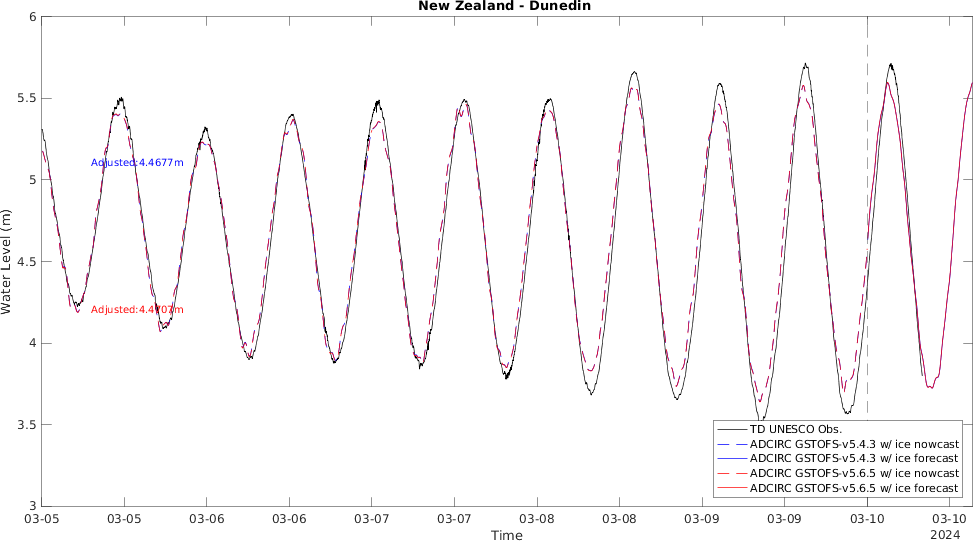 New Zealand - Dunedin
6
5.5
5
4.5
4
3.5
3
Water Level (m)
Adjusted:4.4677m
Adjusted:4.4707m
TD UNESCO Obs.
ADCIRC GSTOFS-v5.4.3 w/ ice nowcast
ADCIRC GSTOFS-v5.4.3 w/ ice forecast
ADCIRC GSTOFS-v5.6.5 w/ ice nowcast
ADCIRC GSTOFS-v5.6.5 w/ ice forecast
03-05 03-05 03-06 03-06 03-07 03-07 03-08 03-08 03-09 03-09 03-10 03-10
2024
Time